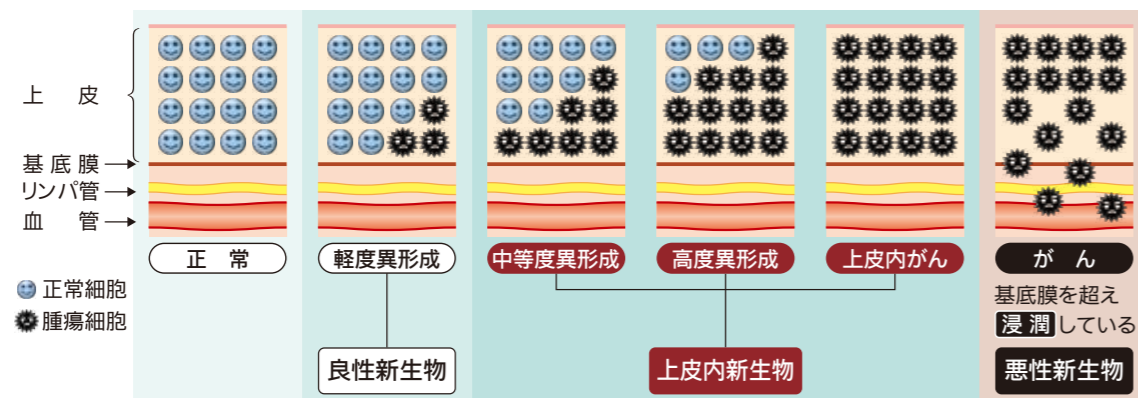 上皮
基底膜
リンパ管
血管
正常
軽度異形成
中等度異形成
高度異形成
上皮内がん
がん
正常細胞
腫瘍細胞
基底膜を超え
浸潤している
良性新生物
上皮内新生物
悪性新生物